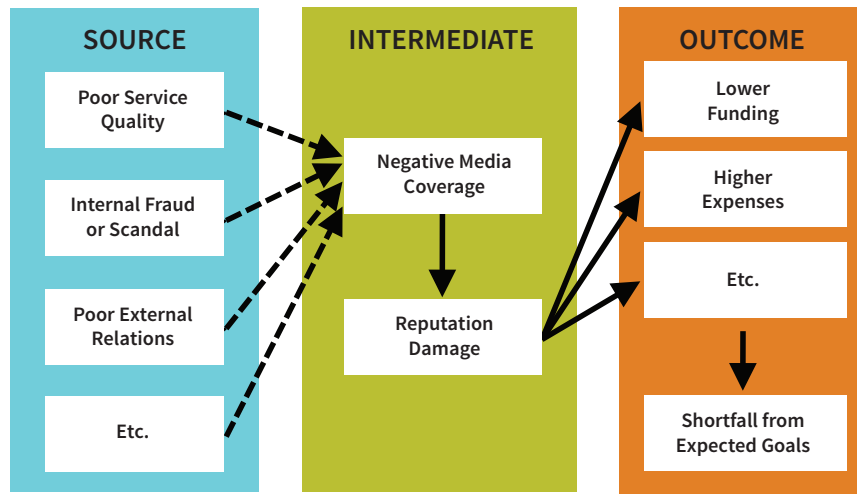 SOURCE
Poor Service
Quality
Internal Fraud
or Scandal
Poor External
Relations
Etc.
INTERMEDIATE
Negative Media
Coverage
Reputation
Damage
OUTCOME
Lower
Funding
Higher
Expenses
Etc.
Shortfall from
Expected Goals